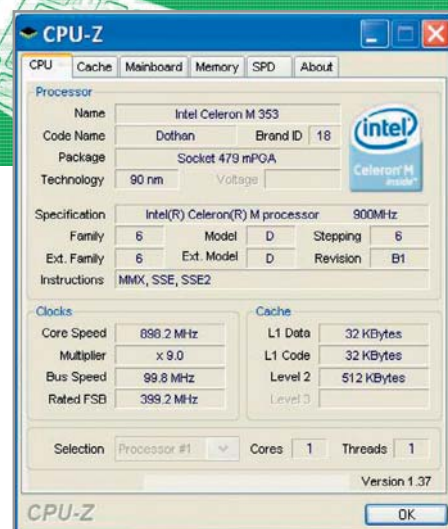 CPU-Z
CPU Cache Mainboard Memory SPD About
Processor
Name Intel Celeron M 353
Code Name Dothan Brand ID 18
Package Socket 479 mPGA
Technology 90 nm Voltage
intel
Celeron M
inside™
Specification Intel(R) Celeron(R) M processor 900MHz
Family 6 Model D Stepping 6
Ext. Family 6 Ext. Model D Revision B1
Instructions MMX, SSE, SSE2
Clocks
Core Speed 898.2 MHz
Multiplier x 9.0
Bus Speed 99.8 MHz
Rated FSB 399.2 MHz
Cache
L1 Data 32 KBytes
L1 Code 32 KBytes
Level 2 512 KBytes
Level 3
Selection Processor #1 Cores 1 Threads 1
Version 1.37
CPU-Z OK